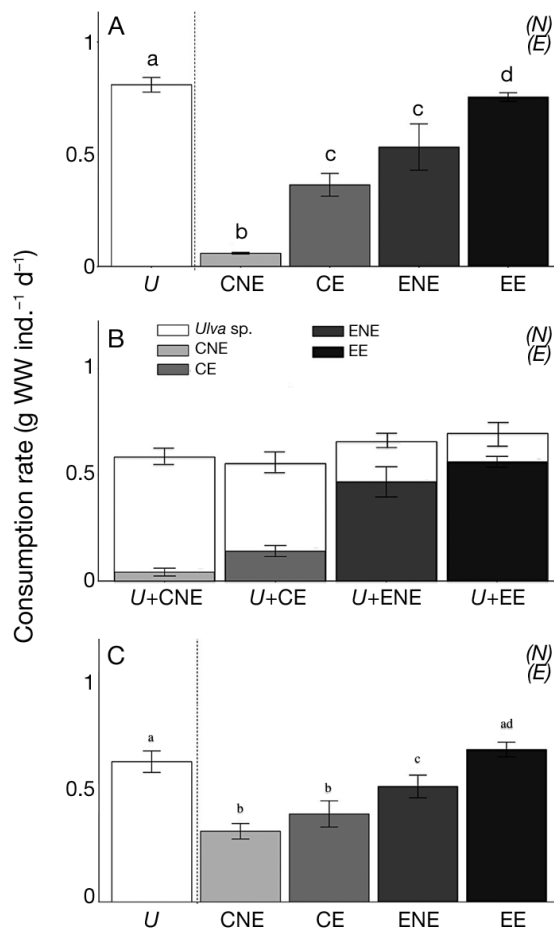 Consumption rate (g WW ind.⁻¹ d⁻¹)
A
(N)
(E)
1
0.5
0
a
b
c
c
d
U
CNE
CE
ENE
EE
B
Ulva sp.
CNE
CE
ENE
EE
(N)
(E)
1
0.5
0
U+CNE
U+CE
U+ENE
U+EE
C
(N)
(E)
1
0.5
0
a
b
b
c
ad
U
CNE
CE
ENE
EE